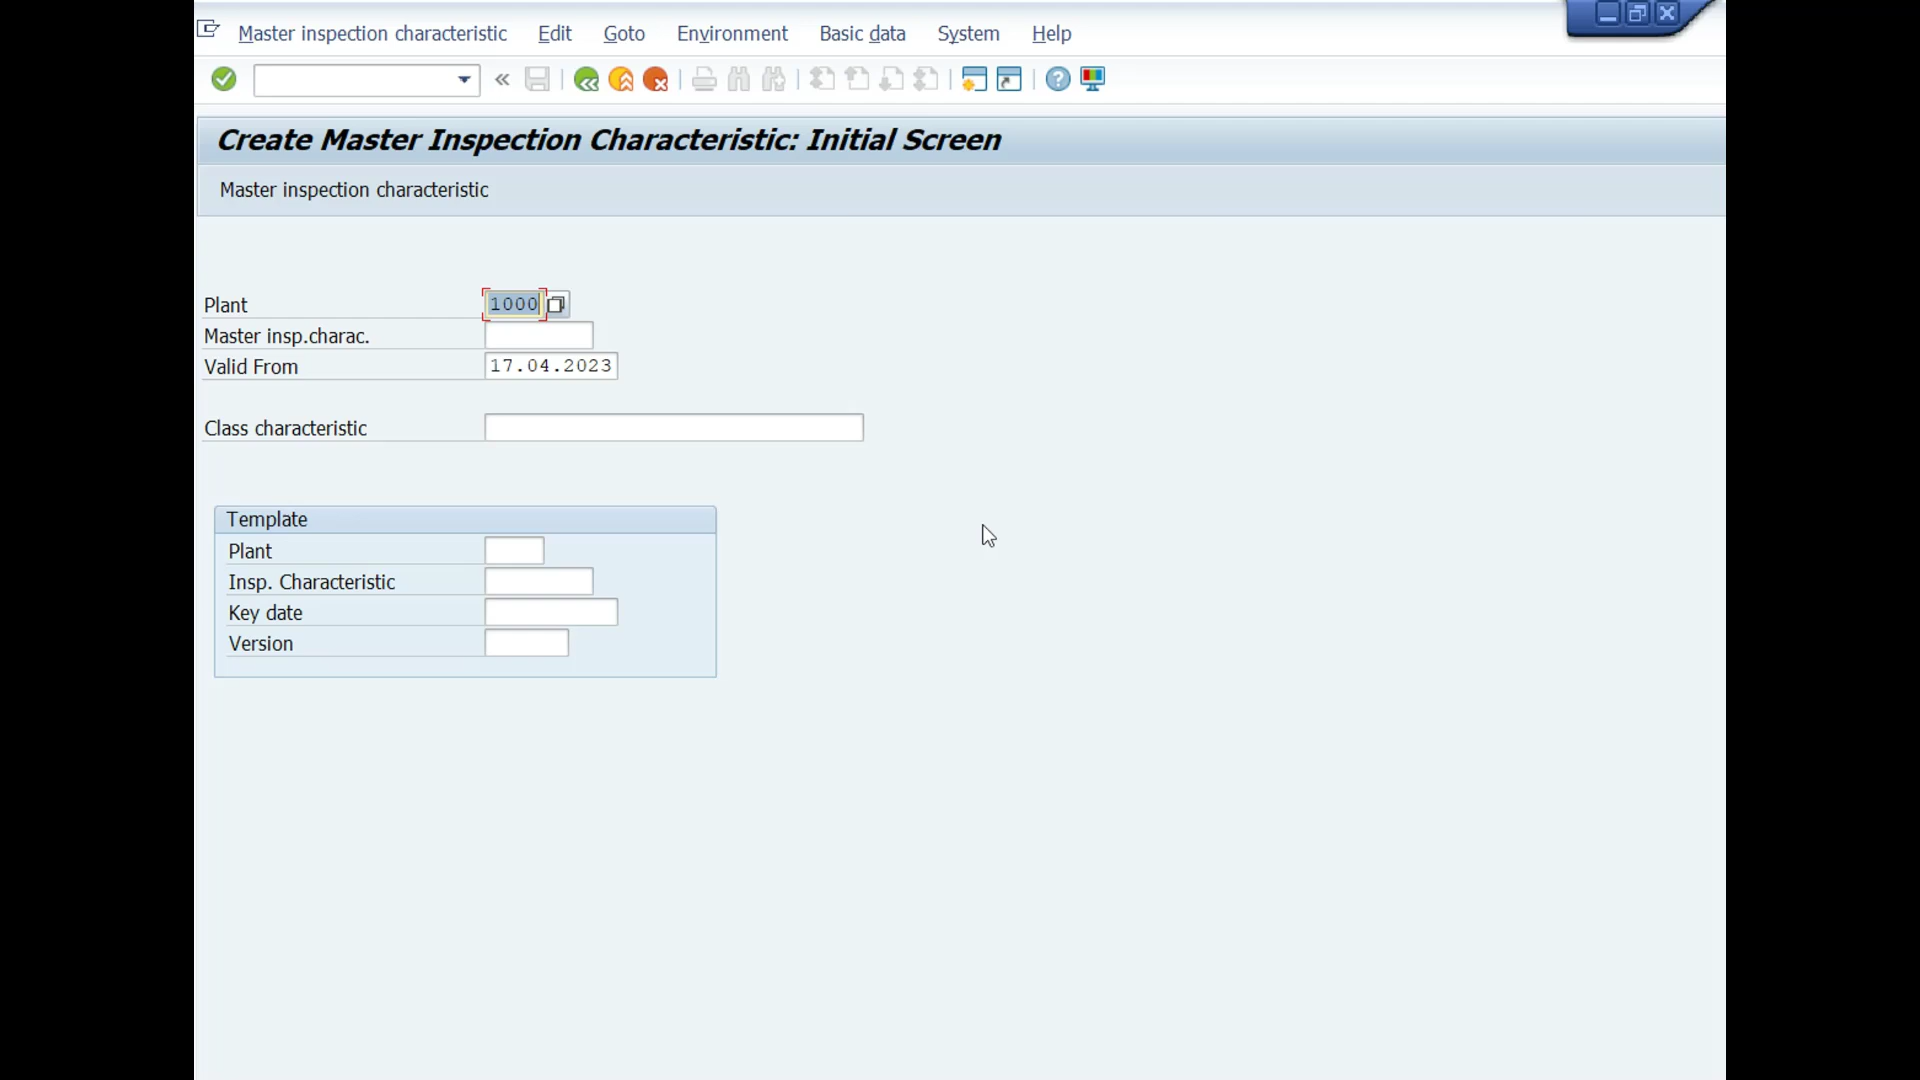 Master inspection characteristic Edit Goto Environment Basic data System Help
Create Master Inspection Characteristic: Initial Screen
Master inspection characteristic
Plant 1000
Master insp.charac.
Valid From 17.04.2023
Class characteristic
Template
Plant
Insp. Characteristic
Key date
Version